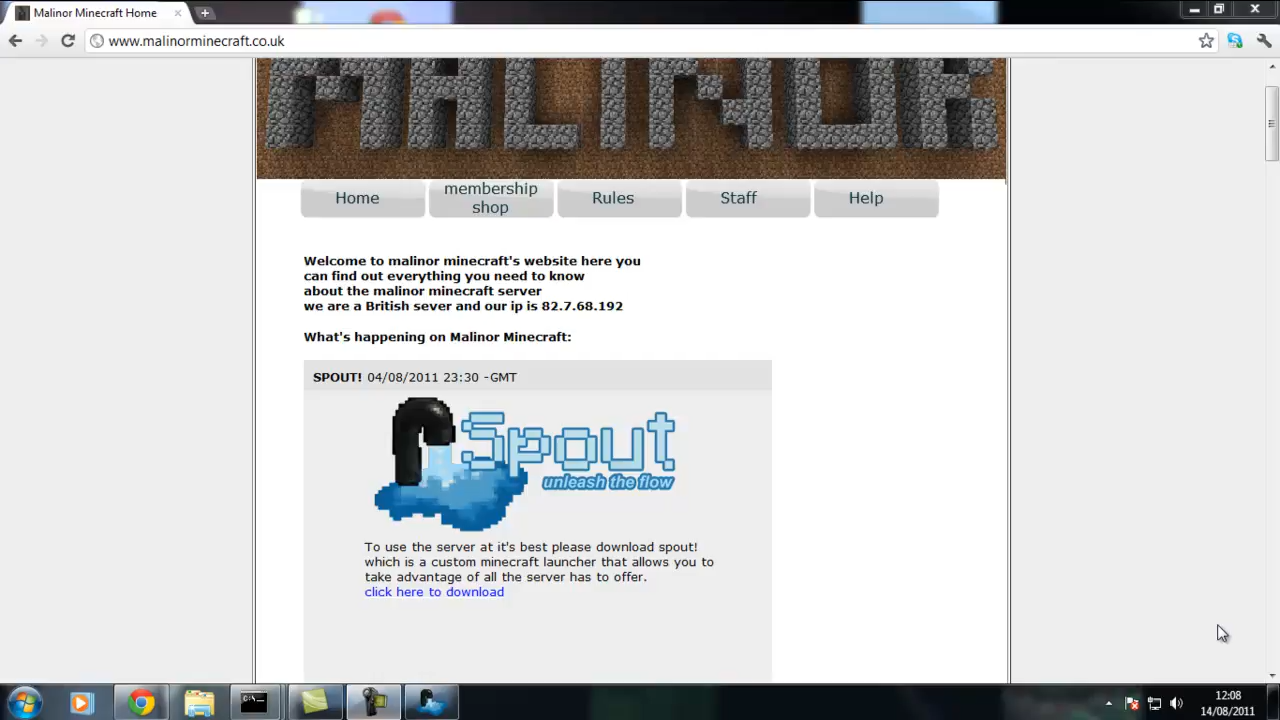 Malinor Minecraft Home
www.malinorminecraft.co.uk
MALINOR
Home
membership
shop
Rules
Staff
Help
Welcome to malinor minecraft's website here you
can find out everything you need to know
about the malinor minecraft server
we are a British sever and our ip is 82.7.68.192
What's happening on Malinor Minecraft:
SPOUT! 04/08/2011 23:30 -GMT
Spout
unleash the flow
To use the server at it's best please download spout!
which is a custom minecraft launcher that allows you to
take advantage of all the server has to offer.
click here to download
12:08
14/08/2011